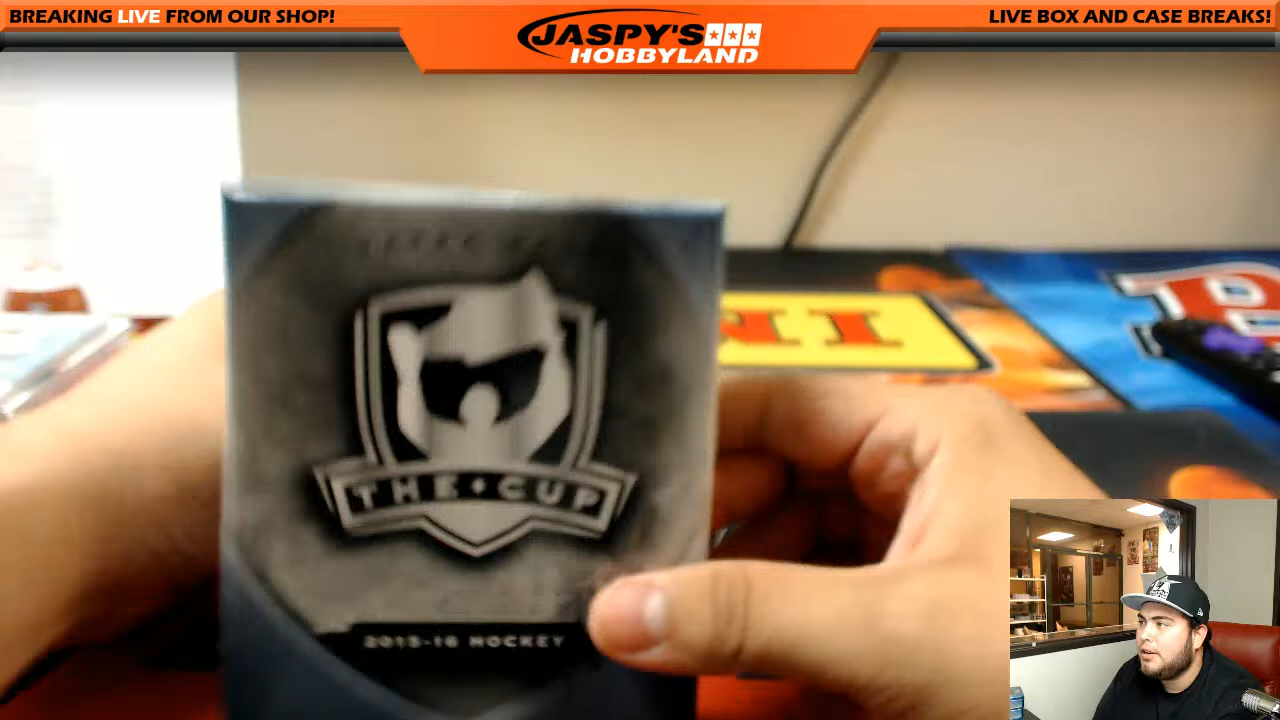 BREAKING LIVE FROM OUR SHOP!
JASPY'S
HOBBYLAND
LIVE BOX AND CASE BREAKS!
THE CUP
2015-16 HOCKEY